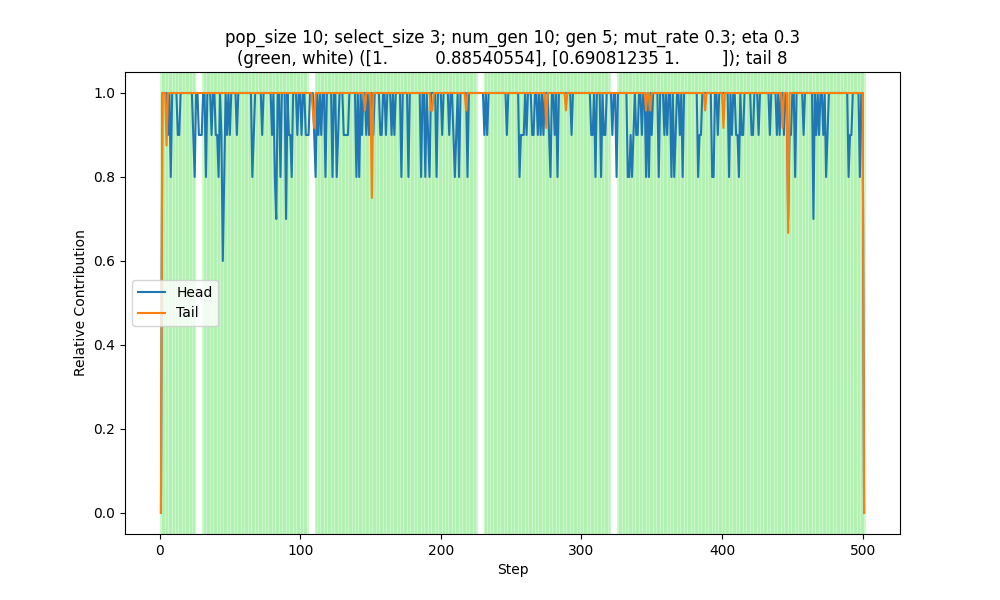 pop_size 10; select_size 3; num_gen 10; gen 5; mut_rate 0.3; eta 0.3
(green, white) ([1.         0.88540554], [0.69081235 1.        ]); tail 8
1.0
0.8
0.6
0.4
0.2
0.0
Relative Contribution
Head
Tail
0 100 200 300 400 500
Step